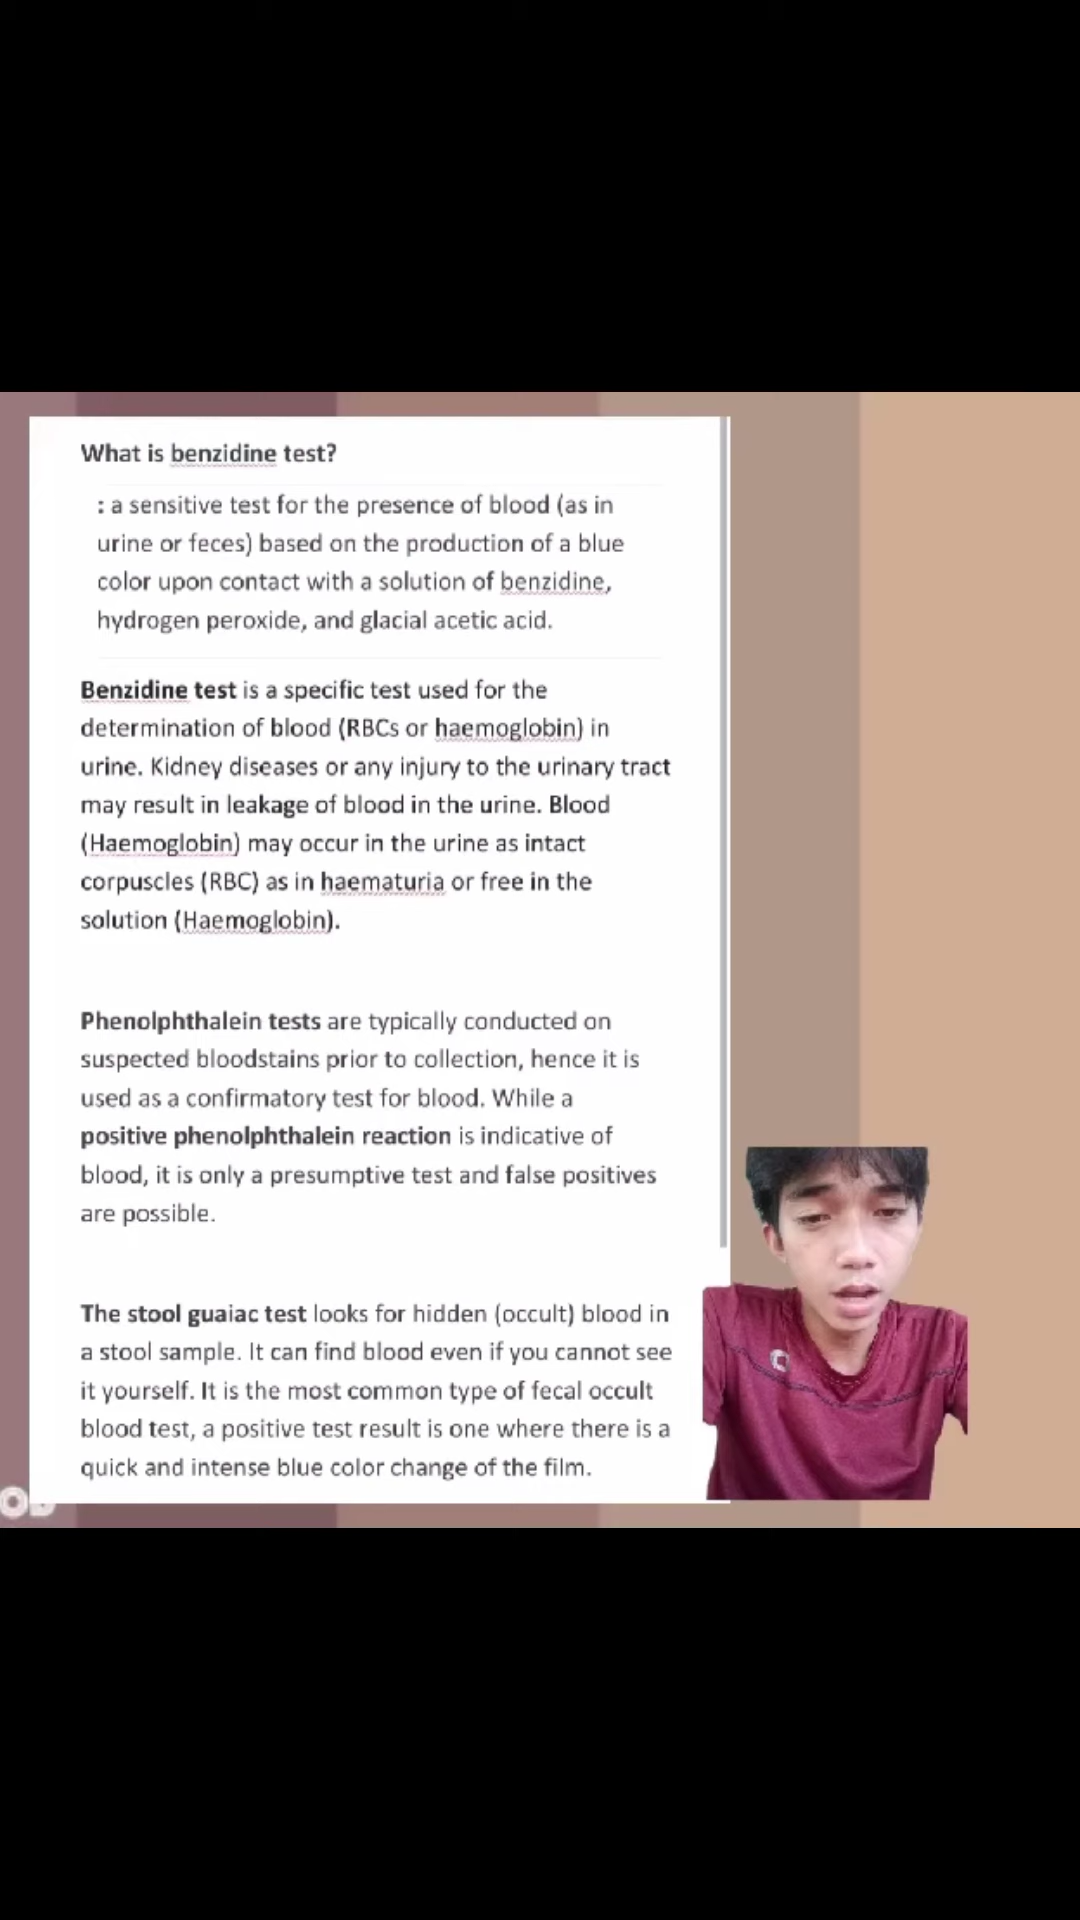 What is benzidine test?
: a sensitive test for the presence of blood (as in
urine or feces) based on the production of a blue
color upon contact with a solution of benzidine,
hydrogen peroxide, and glacial acetic acid.
Benzidine test is a specific test used for the
determination of blood (RBCs or haemoglobin) in
urine. Kidney diseases or any injury to the urinary tract
may result in leakage of blood in the urine. Blood
(Haemoglobin) may occur in the urine as intact
corpuscles (RBC) as in haematuria or free in the
solution (Haemoglobin).
Phenolphthalein tests are typically conducted on
suspected bloodstains prior to collection, hence it is
used as a confirmatory test for blood. While a
positive phenolphthalein reaction is indicative of
blood, it is only a presumptive test and false positives
are possible.
The stool guaiac test looks for hidden (occult) blood in
a stool sample. It can find blood even if you cannot see
it yourself. It is the most common type of fecal occult
blood test, a positive test result is one where there is a
quick and intense blue color change of the film.